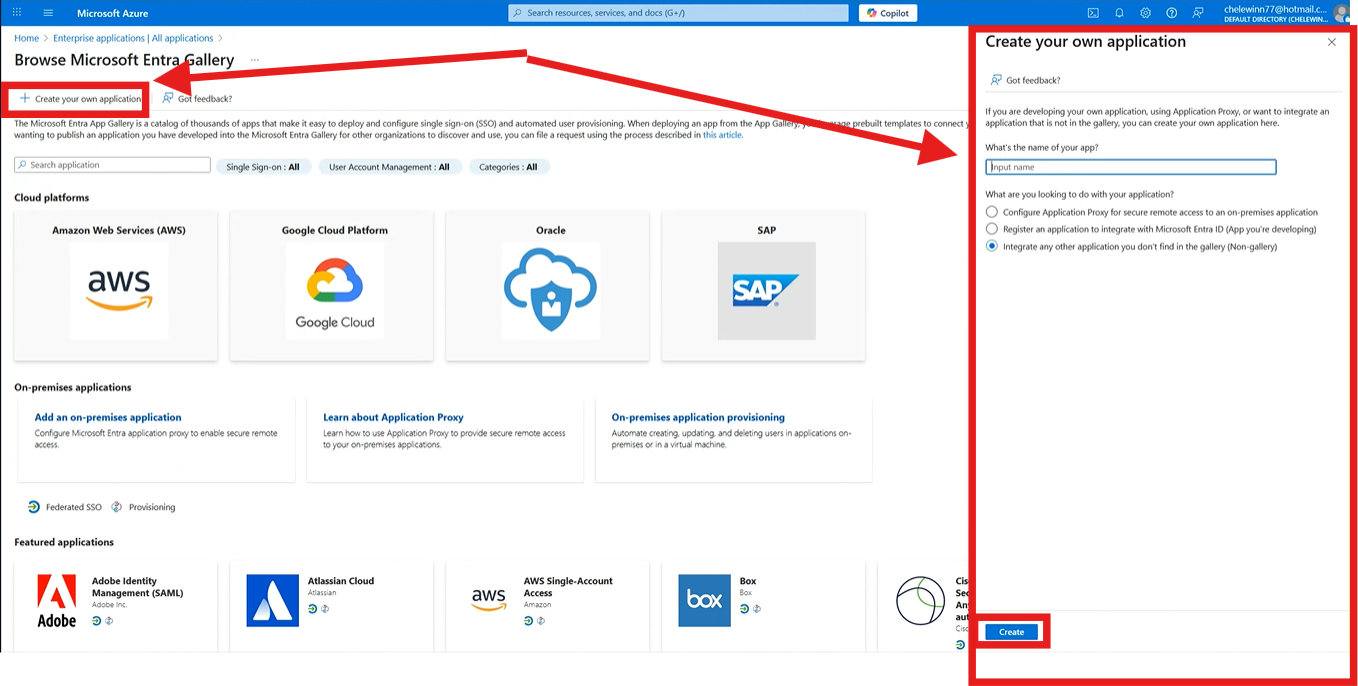 Microsoft Azure
Search resources, services, and docs (G+/)
Copilot
chelewinn77@hotmail.c...
DEFAULT DIRECTORY (CHELEWIN...
Home > Enterprise applications | All applications >
Browse Microsoft Entra Gallery ...
+ Create your own application
Got feedback?
The Microsoft Entra App Gallery is a catalog of thousands of apps that make it easy to deploy and configure single sign-on (SSO) and automated user provisioning. When deploying an app from the App Gallery, prebuilt templates to connect
wanting to publish an application you have developed into the Microsoft Entra Gallery for other organizations to discover and use, you can file a request using the process described in this article.
Search application
Single Sign-on : All
User Account Management : All
Categories : All
Cloud platforms
Amazon Web Services (AWS)
Google Cloud Platform
Oracle
SAP
aws
Google Cloud
SAP
On-premises applications
Add an on-premises application
Configure Microsoft Entra application proxy to enable secure remote
access.
Learn about Application Proxy
Learn how to use Application Proxy to provide secure remote access
to your on-premises applications.
On-premises application provisioning
Automate creating, updating, and deleting users in applications on-
premises or in a virtual machine.
Federated SSO
Provisioning
Featured applications
Adobe
Adobe Identity
Management (SAML)
Adobe Inc.
Atlassian Cloud
Atlassian
aws
AWS Single-Account
Access
Amazon
box
Box
Box
Cis
Sec
An
aut
Cisc
Create your own application
Got feedback?
If you are developing your own application, using Application Proxy, or want to integrate an
application that is not in the gallery, you can create your own application here.
What's the name of your app?
Input name
What are you looking to do with your application?
Configure Application Proxy for secure remote access to an on-premises application
Register an application to integrate with Microsoft Entra ID (App you're developing)
Integrate any other application you don't find in the gallery (Non-gallery)
Create